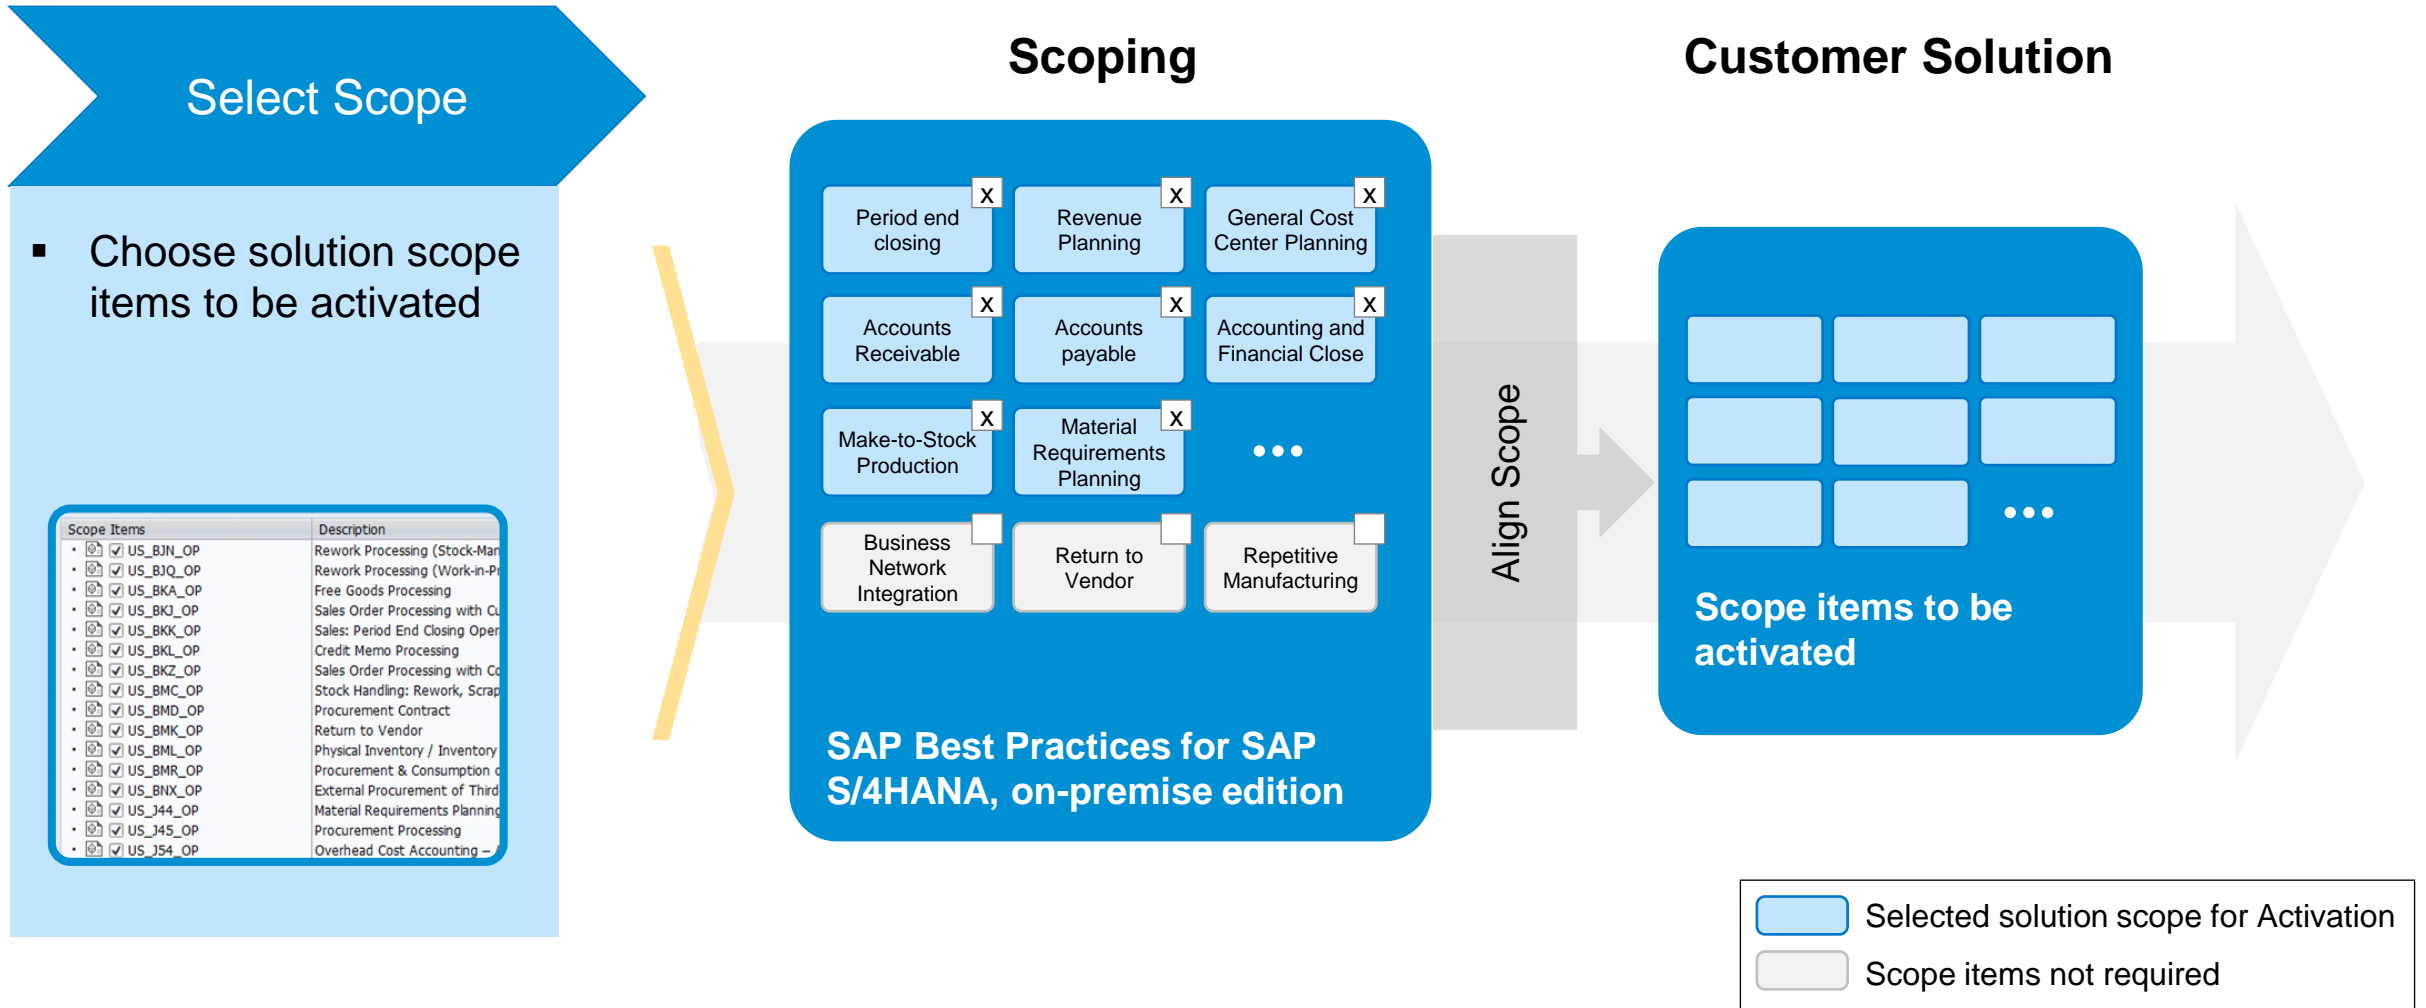 Select Scope
▪ Choose solution scope
items to be activated
Scope Items Description
US_BJN_OP Rework Processing (Stock-Man
US_BJQ_OP Rework Processing (Work-in-Pr
US_BKA_OP Free Goods Processing
US_BKJ_OP Sales Order Processing with Cu
US_BKK_OP Sales: Period End Closing Oper
US_BKL_OP Credit Memo Processing
US_BKZ_OP Sales Order Processing with Co
US_BMC_OP Stock Handling: Rework, Scrap
US_BMD_OP Procurement Contract
US_BMK_OP Return to Vendor
US_BML_OP Physical Inventory / Inventory
US_BMR_OP Procurement & Consumption
US_BNX_OP External Procurement of Third
US_J44_OP Material Requirements Planning
US_J45_OP Procurement Processing
US_J54_OP Overhead Cost Accounting –
Scoping
X
Period end
closing
X
Revenue
Planning
X
General Cost
Center Planning
X
Accounts
Receivable
X
Accounts
payable
X
Accounting and
Financial Close
X
Make-to-Stock
Production
X
Material
Requirements
Planning
•••
Business
Network
Integration
Return to
Vendor
Repetitive
Manufacturing
SAP Best Practices for SAP
S/4HANA, on-premise edition
Align Scope
Customer Solution
•••
Scope items to be
activated
Selected solution scope for Activation
Scope items not required